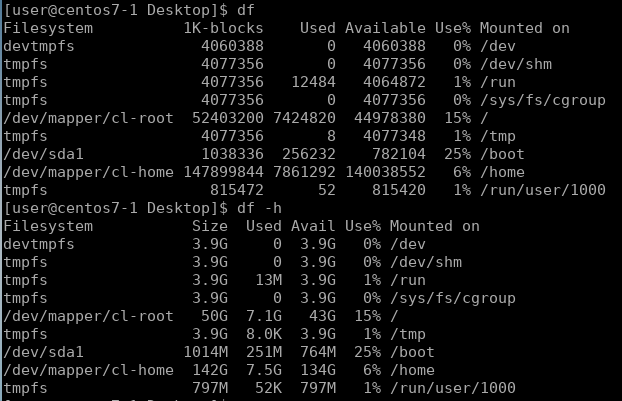 [user@centos7-1 Desktop]$ df
Filesystem 1K-blocks Used Available Use% Mounted on
devtmpfs 4060388 0 4060388 0% /dev
tmpfs 4077356 0 4077356 0% /dev/shm
tmpfs 4077356 12484 4064872 1% /run
tmpfs 4077356 0 4077356 0% /sys/fs/cgroup
/dev/mapper/cl-root 52403200 7424820 44978380 15% /
tmpfs 4077356 8 4077348 1% /tmp
/dev/sda1 1038336 256232 782104 25% /boot
/dev/mapper/cl-home 147899844 7861292 140038552 6% /home
tmpfs 815472 52 815420 1% /run/user/1000
[user@centos7-1 Desktop]$ df -h
Filesystem Size Used Avail Use% Mounted on
devtmpfs 3.9G 0 3.9G 0% /dev
tmpfs 3.9G 0 3.9G 0% /dev/shm
tmpfs 3.9G 13M 3.9G 1% /run
tmpfs 3.9G 0 3.9G 0% /sys/fs/cgroup
/dev/mapper/cl-root 50G 7.1G 43G 15% /
tmpfs 3.9G 8.0K 3.9G 1% /tmp
/dev/sda1 1014M 251M 764M 25% /boot
/dev/mapper/cl-home 142G 7.5G 134G 6% /home
tmpfs 797M 52K 797M 1% /run/user/1000